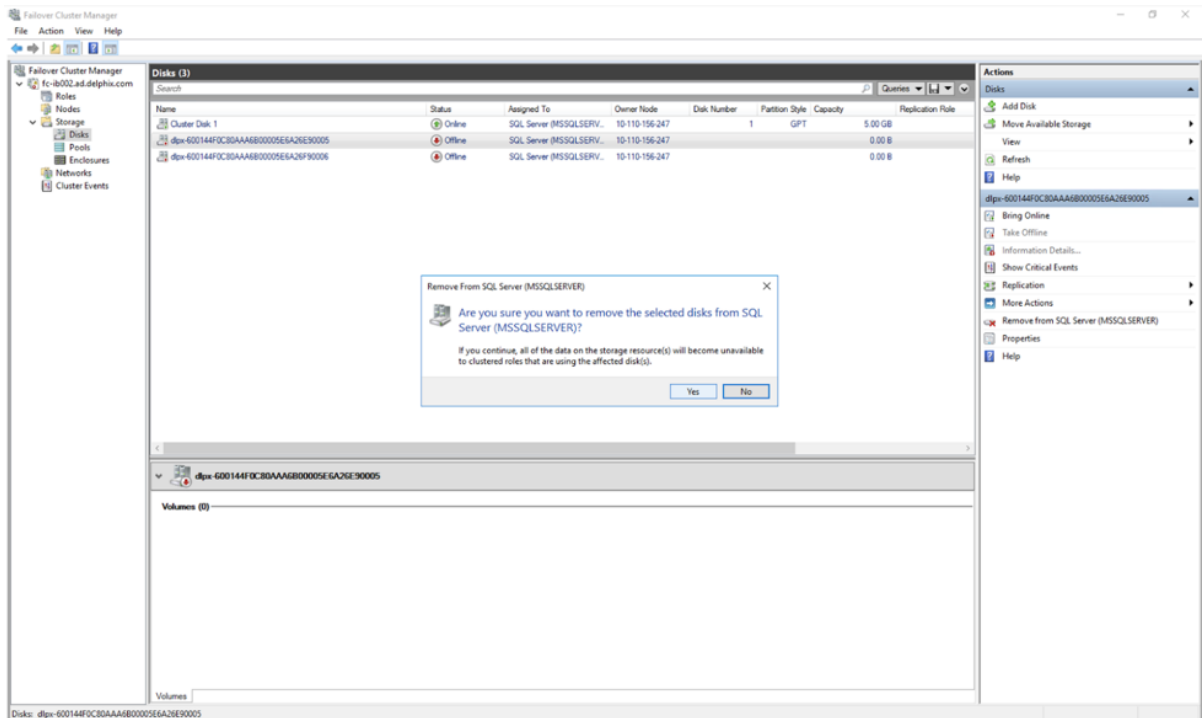 Failover Cluster Manager
File Action View Help
Failover Cluster Manager
fc-ib002.ad.delphix.com
Roles
Nodes
Storage
Disks
Pools
Enclosures
Networks
Cluster Events
Disks (3)
Search
Queries
Name Status Assigned To Owner Node Disk Number Partition Style Capacity Replication Role
Cluster Disk 1 Online SQL Server (MSSQLSERV... 10-110-156-247 1 GPT 5.00 GB
dlpx-600144F0C80AAA6B00005E6A26E90005 Offline SQL Server (MSSQLSERV... 10-110-156-247 0.00 B
dlpx-600144F0C80AAA6B00005E6A26F90006 Offline SQL Server (MSSQLSERV... 10-110-156-247 0.00 B
Remove From SQL Server (MSSQLSERVER)
Are you sure you want to remove the selected disks from SQL
Server (MSSQLSERVER)?
If you continue, all of the data on the storage resource(s) will become unavailable
to clustered roles that are using the affected disk(s).
Yes No
dlpx-600144F0C80AAA6B00005E6A26E90005
Volumes (0)
Volumes
Actions
Disks
Add Disk
Move Available Storage
View
Refresh
Help
dlpx-600144F0C80AAA6B00005E6A26E90005
Bring Online
Take Offline
Information Details...
Show Critical Events
Replication
More Actions
Remove from SQL Server (MSSQLSERVER)
Properties
Help
Disks: dlpx-600144F0C80AAA6B00005E6A26E90005